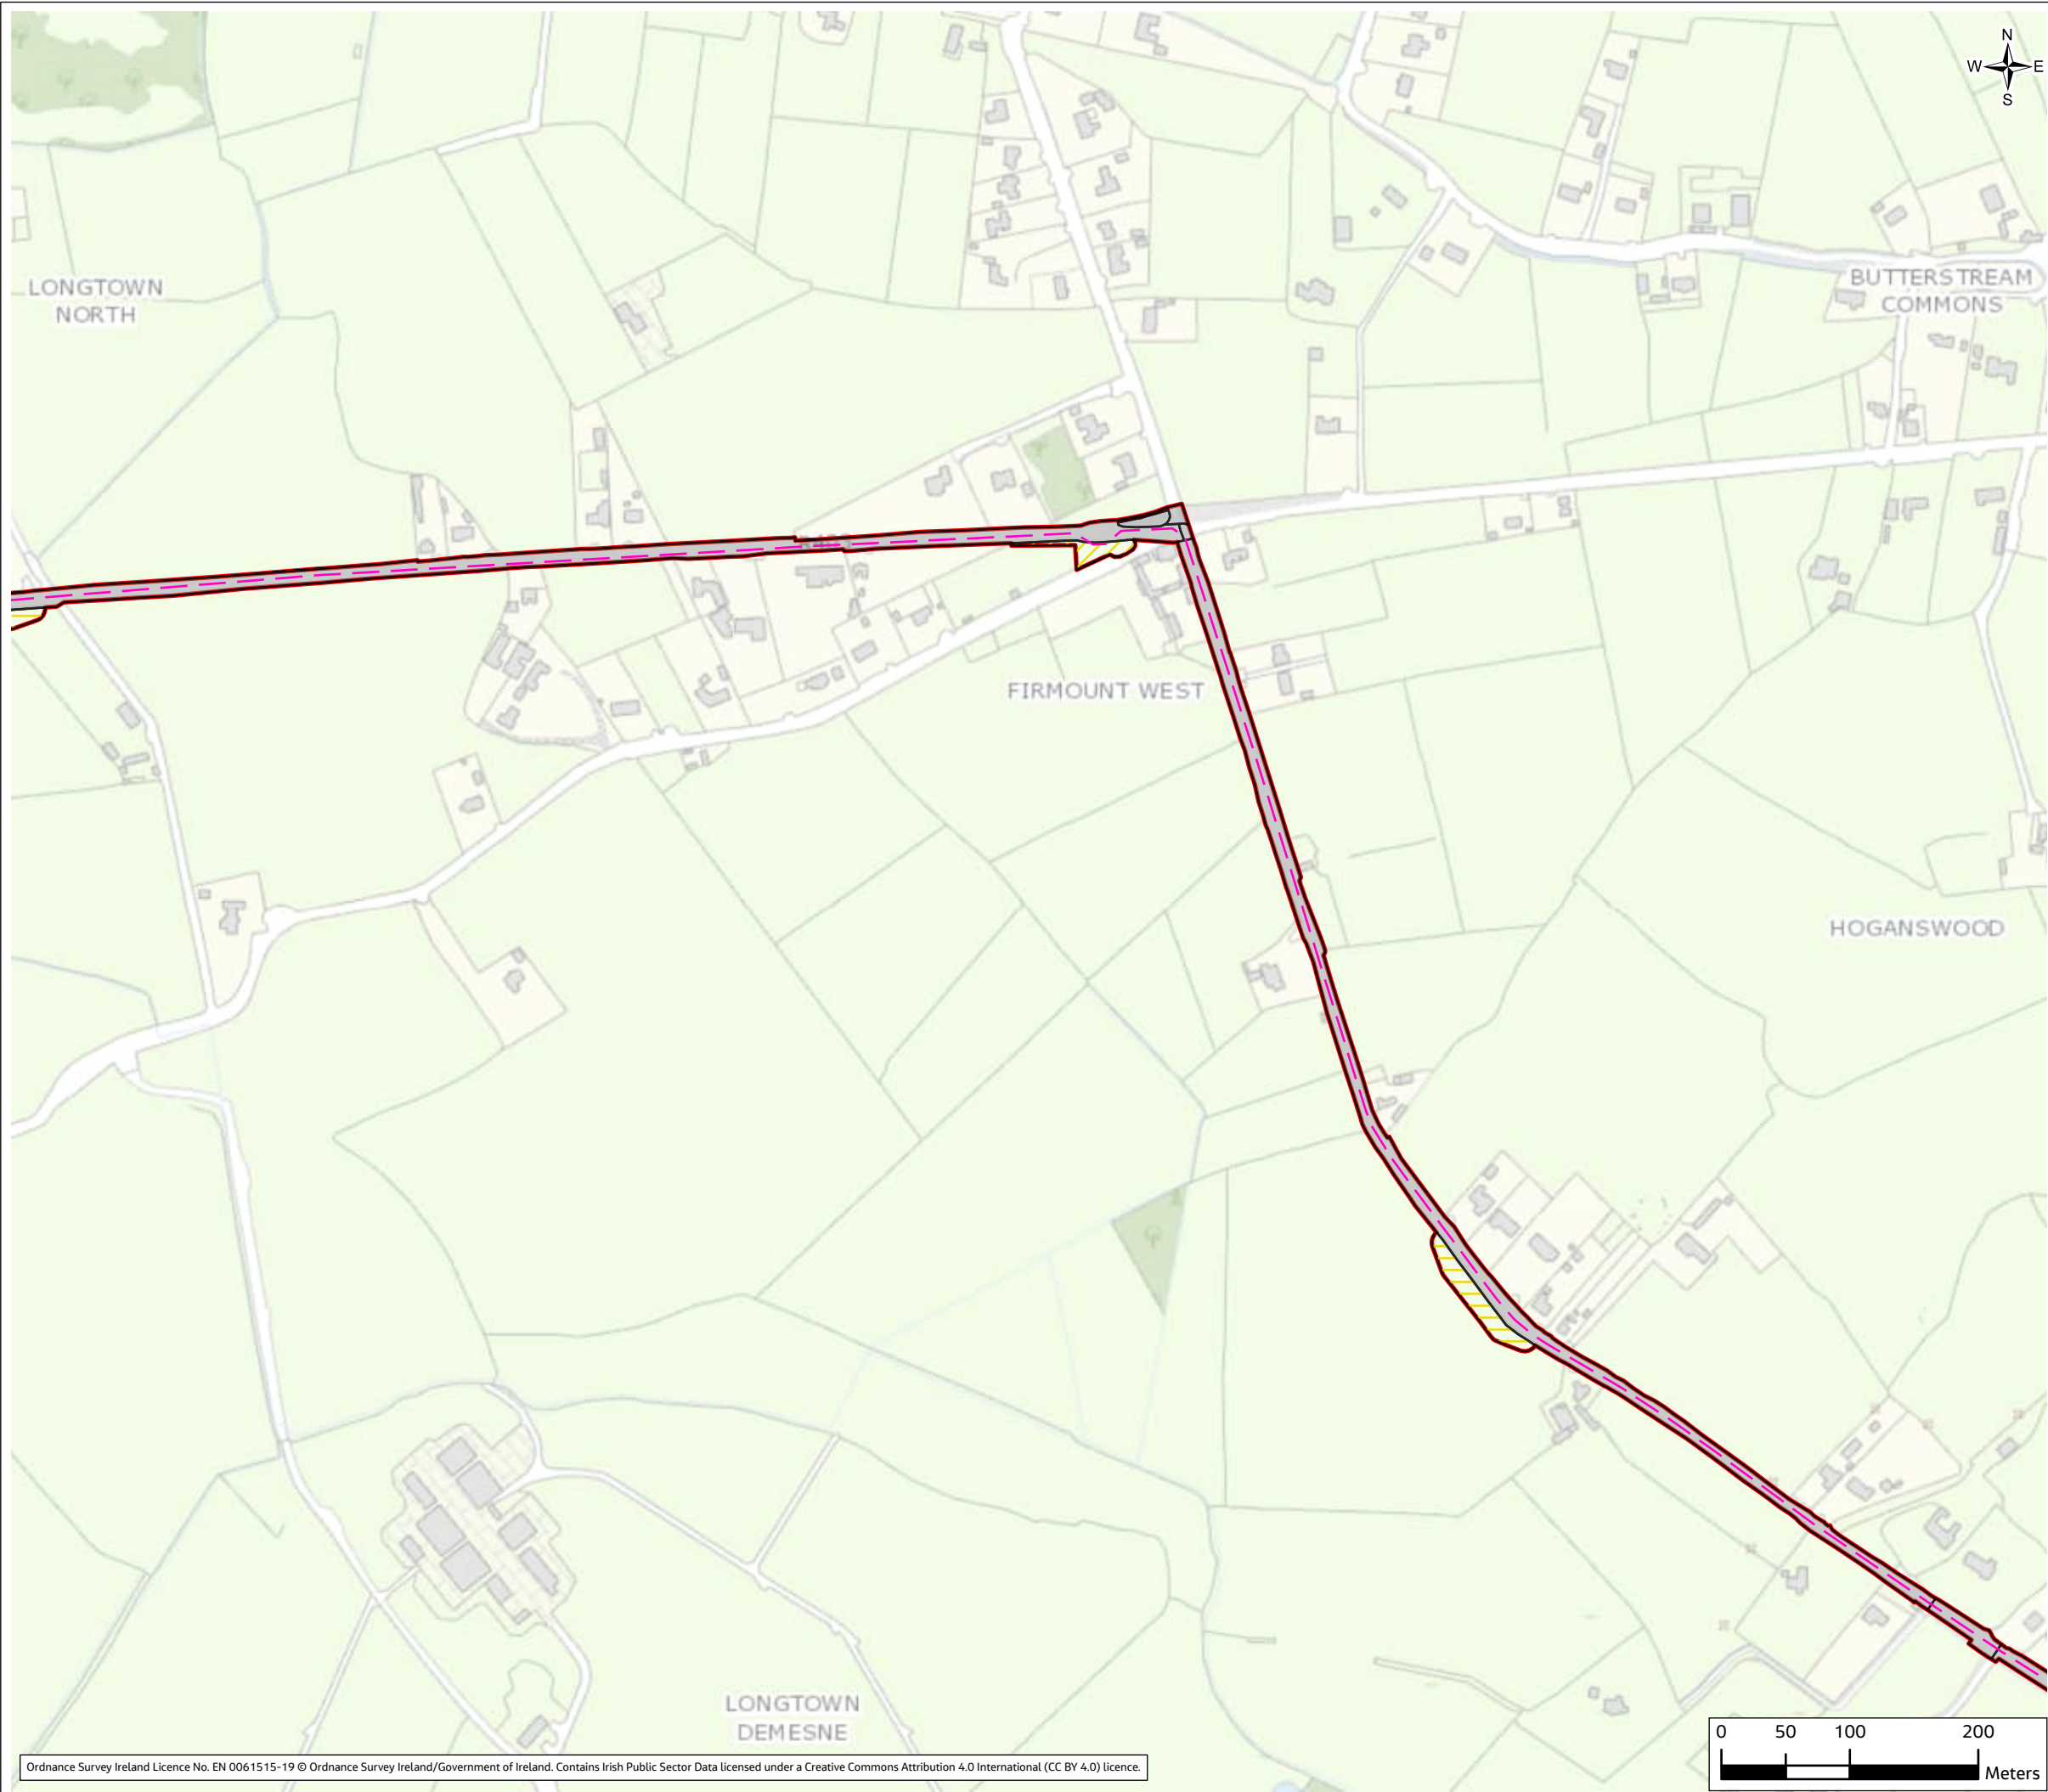 N
W E
S
LONGTOWN
NORTH
BUTTERSTREAM
COMMONS
FIRMOUNT WEST
HOGANSWOOD
LONGTOWN
DEMESNE
0 50 100 200
Meters
Ordnance Survey Ireland Licence No. EN 0061515-19 © Ordnance Survey Ireland/Government of Ireland. Contains Irish Public Sector Data licensed under a Creative Commons Attribution 4.0 International (CC BY 4.0) licence.